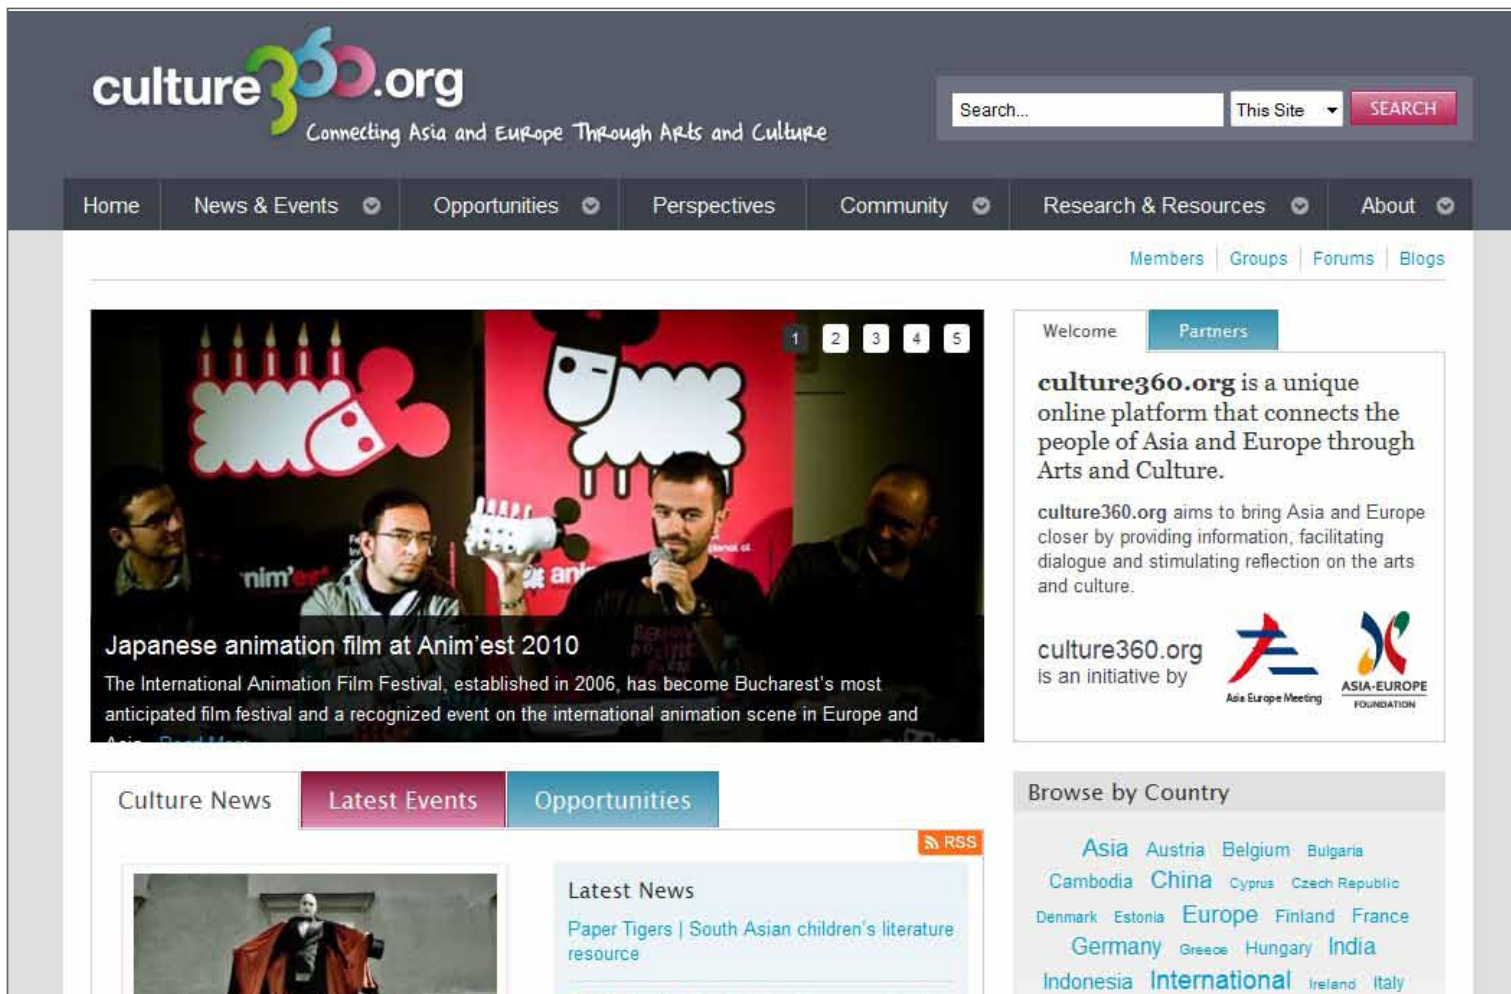 culture360.org
Connecting Asia and Europe Through Arts and Culture
Search... This Site SEARCH
Home News & Events Opportunities Perspectives Community Research & Resources About
Members Groups Forums Blogs
1 2 3 4 5
nim'est
anim
Japanese animation film at Anim'est 2010
The International Animation Film Festival, established in 2006, has become Bucharest's most
anticipated film festival and a recognized event on the international animation scene in Europe and
Welcome Partners
culture360.org is a unique
online platform that connects the
people of Asia and Europe through
Arts and Culture.
culture360.org aims to bring Asia and Europe
closer by providing information, facilitating
dialogue and stimulating reflection on the arts
and culture.
culture360.org
is an initiative by
Asia Europe Meeting
ASIA-EUROPE
FOUNDATION
Culture News Latest Events Opportunities
RSS
Latest News
Paper Tigers | South Asian children's literature
resource
Browse by Country
Asia Austria Belgium Bulgaria
Cambodia China Cyprus Czech Republic
Denmark Estonia Europe Finland France
Germany Greece Hungary India
Indonesia International Ireland Italy